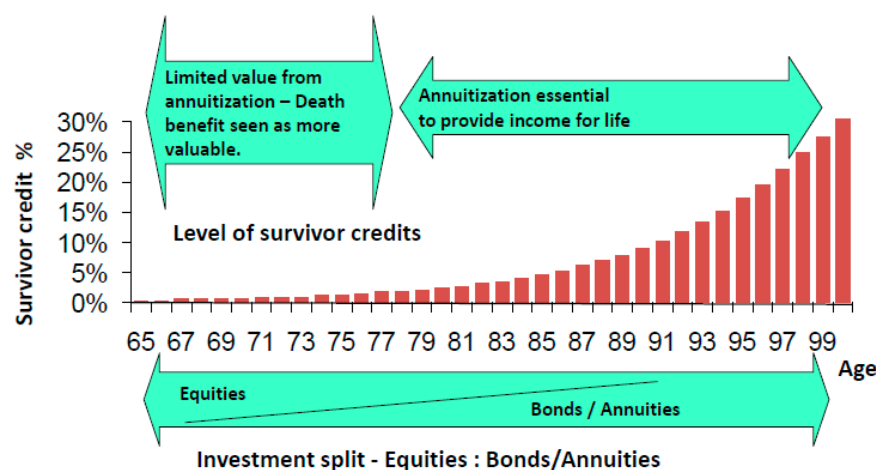 Limited value from
annuitization – Death
benefit seen as more
valuable.
Annuitization essential
to provide income for life
Survivor credit %
30%
25%
20%
15%
10%
5%
0%
Level of survivor credits
65 67 69 71 73 75 77 79 81 83 85 87 89 91 93 95 97 99
Age
Equities
Bonds / Annuities
Investment split - Equities : Bonds/Annuities